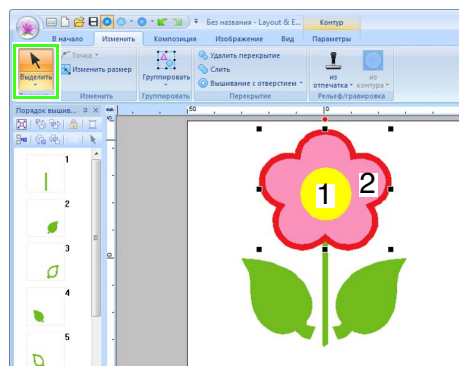 Без названия - Layout & E...
Контур
В начало Изменить Композиция Изображение Вид Параметры
Выделить
Точка
Изменить размер
Изменить
Группировать
Группировать
Удалить перекрытие
Слить
Вышивание с отверстием
Перекрытие
из отпечатка
из контура
Рельеф/гравировка
Порядок вышив...
50
0
1
2
3
4
5
1
2